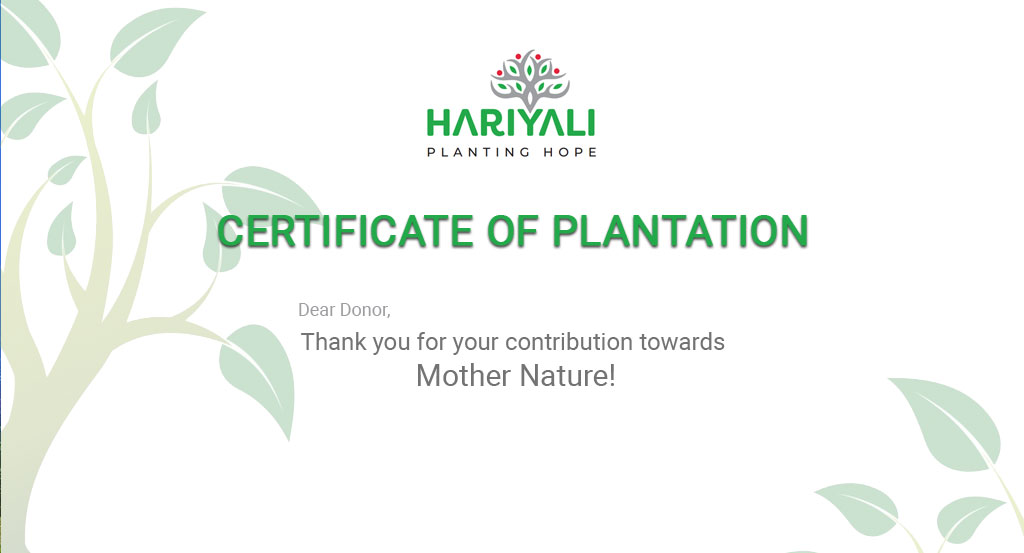 HARIYALI
PLANTING HOPE
CERTIFICATE OF PLANTATION
Dear Donor,
Thank you for your contribution towards
Mother Nature!